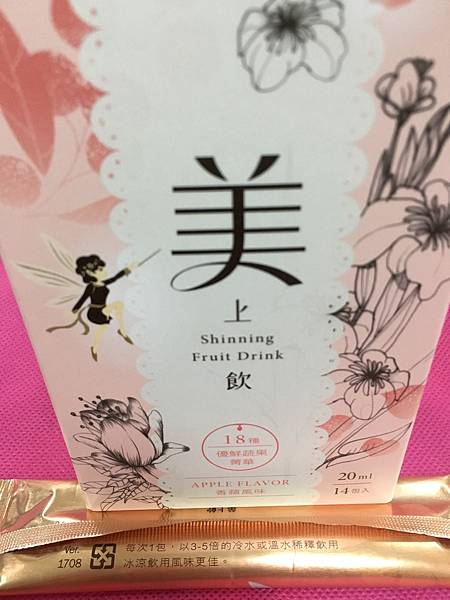 美
上
Shinning
Fruit Drink
飲
18種
優鮮蔬果
菁華
APPLE FLAVOR
香蘋風味
20ml
14包入
Ver.
1708
每次1包，以3-5倍的冷水或溫水稀釋飲用
冰涼飲用風味更佳。